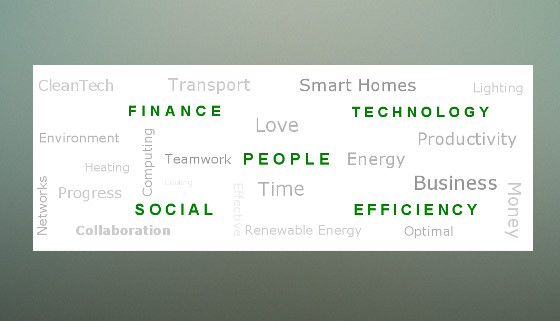 CleanTech
Transport
Smart Homes
Lighting
FINANCE
TECHNOLOGY
Love
Environment
Computing
Productivity
Teamwork
PEOPLE
Energy
Heating
Networks
Progress
Effective
Time
Business
Money
SOCIAL
EFFICIENCY
Collaboration
Renewable Energy
Optimal